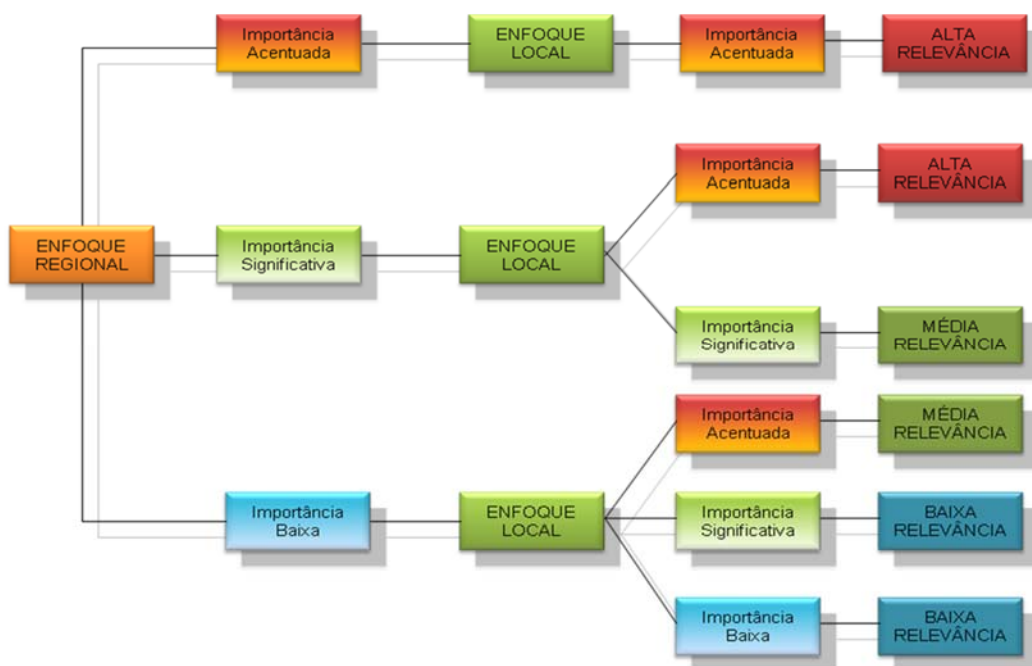 Importância
Acentuada
ENFOQUE
LOCAL
Importância
Acentuada
ALTA
RELEVÂNCIA
Importância
Acentuada
ALTA
RELEVÂNCIA
ENFOQUE
REGIONAL
Importância
Significativa
ENFOQUE
LOCAL
Importância
Significativa
MÉDIA
RELEVÂNCIA
Importância
Acentuada
MÉDIA
RELEVÂNCIA
Importância
Baixa
ENFOQUE
LOCAL
Importância
Significativa
BAIXA
RELEVÂNCIA
Importância
Baixa
BAIXA
RELEVÂNCIA